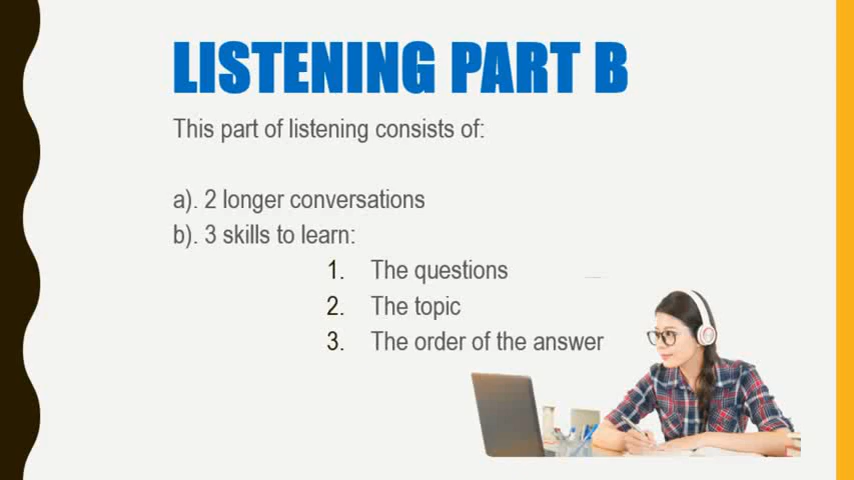 LISTENING PART B
This part of listening consists of:
a). 2 longer conversations
b). 3 skills to learn:
1. The questions
2. The topic
3. The order of the answer